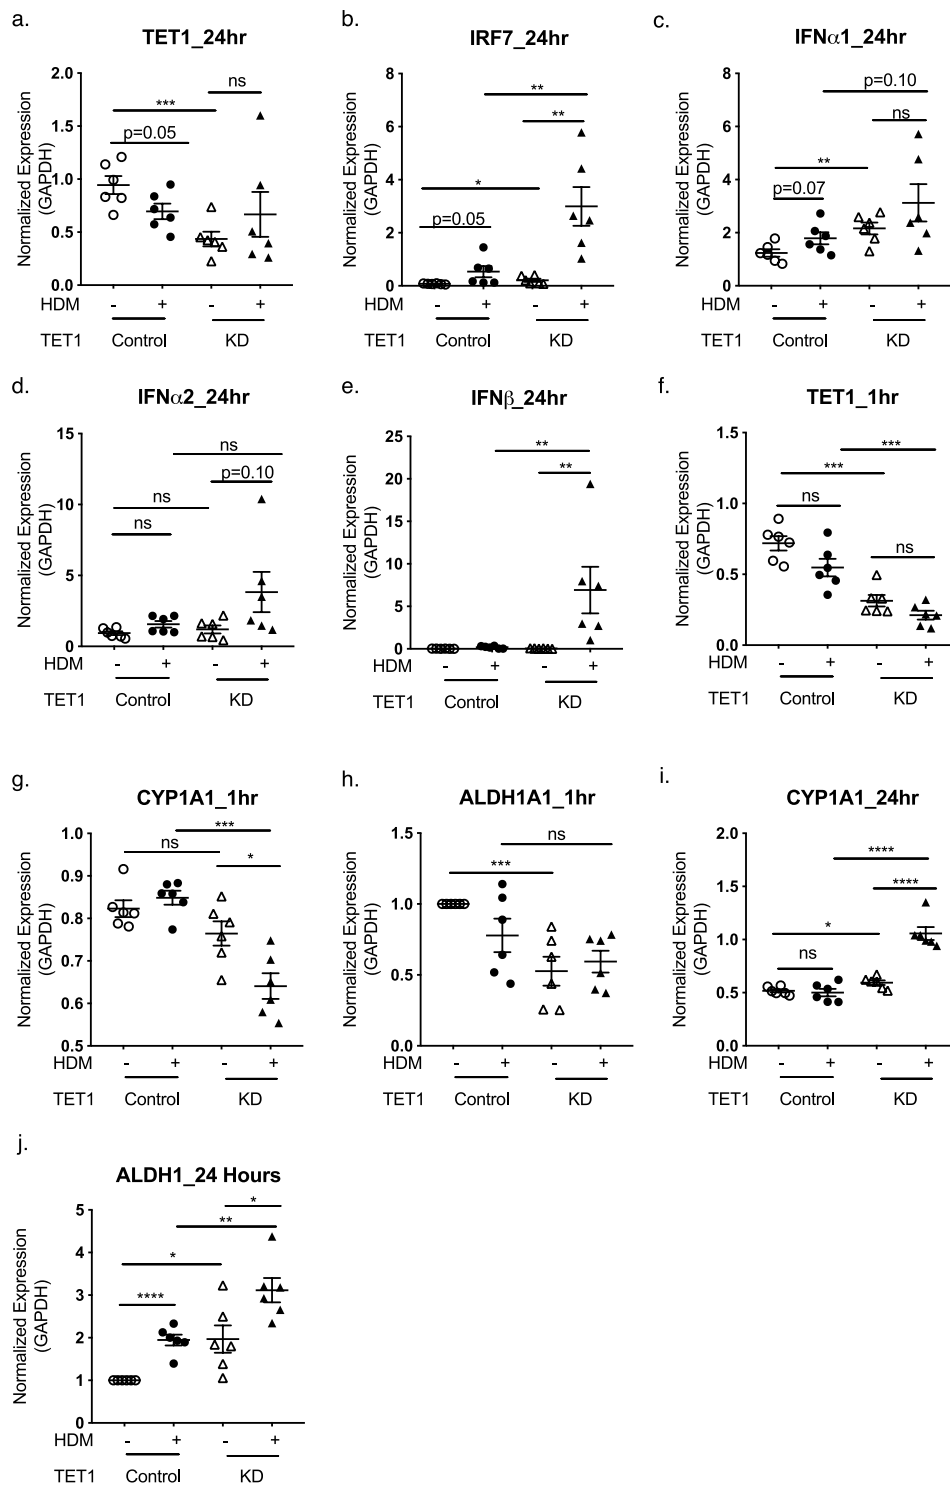 a.
TET1_24hr
Normalized Expression
(GAPDH)
2.0
1.5
1.0
0.5
0.0
ns
***
p=0.05
HDM - + - +
TET1 Control KD
b.
IRF7_24hr
Normalized Expression
(GAPDH)
8
6
4
2
0
**
**
*
p=0.05
- + - +
Control KD
c.
IFNα1_24hr
Normalized Expression
(GAPDH)
8
6
4
2
0
p=0.10
ns
**
p=0.07
- + - +
Control KD
d.
IFNα2_24hr
Normalized Expression
(GAPDH)
15
10
5
0
ns
p=0.10
ns
ns
HDM - + - +
TET1 Control KD
e.
IFNβ_24hr
Normalized Expression
(GAPDH)
25
20
15
10
5
0
**
**
HDM - + - +
TET1 Control KD
f.
TET1_1hr
Normalized Expression
(GAPDH)
1.5
1.0
0.5
0.0
***
***
ns
ns
HDM - + - +
TET1 Control KD
g.
CYP1A1_1hr
Normalized Expression
(GAPDH)
1.0
0.9
0.8
0.7
0.6
0.5
***
ns
*
HDM - + - +
TET1 Control KD
h.
ALDH1A1_1hr
Normalized Expression
(GAPDH)
1.5
1.0
0.5
0.0
ns
***
HDM - + - +
TET1 Control KD
i.
CYP1A1_24hr
Normalized Expression
(GAPDH)
2.0
1.5
1.0
0.5
0.0
****
****
*
ns
HDM - + - +
TET1 Control KD
j.
ALDH1_24 Hours
Normalized Expression
(GAPDH)
5
4
3
2
1
0
*
**
*
****
HDM - + - +
TET1 Control KD